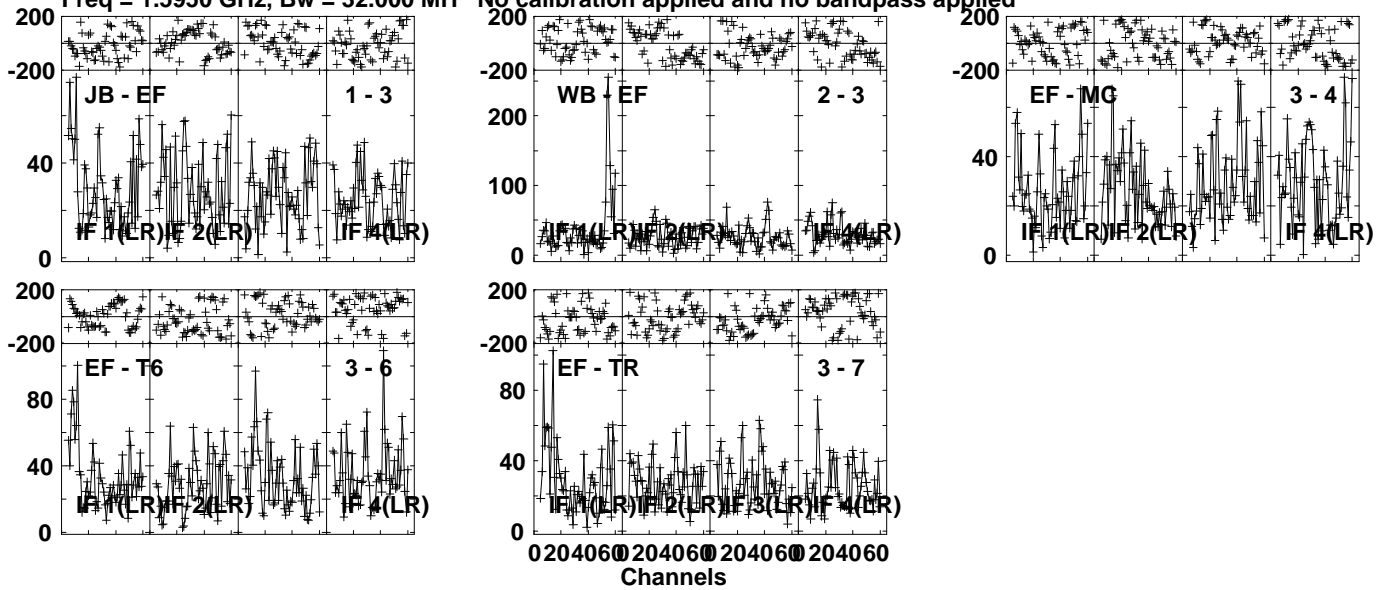 Freq = 1.5950 GHz, Bw = 32.000 MH No calibration applied and no bandpass applied
200
-200
JB - EF 1 - 3
40
0
IF 1(LR) IF 2(LR) IF 4(LR)
200
-200
WB - EF 2 - 3
200
100
0
IF 1(LR) IF 2(LR) IF 4(LR)
200
-200
EF - MC 3 - 4
40
0
IF 1(LR) IF 2(LR) IF 4(LR)
200
-200
EF - T6 3 - 6
80
40
0
IF 1(LR) IF 2(LR) IF 4(LR)
200
-200
EF - TR 3 - 7
80
40
0
IF 1(LR) IF 2(LR) IF 3(LR) IF 4(LR)
0 20 40 60 0 20 40 60 0 20 40 60 0 20 40 60
Channels